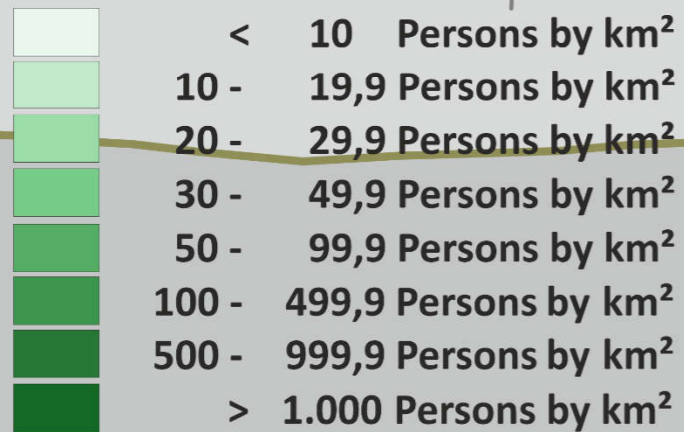 < 10 Persons by km²
10 - 19,9 Persons by km²
20 - 29,9 Persons by km²
30 - 49,9 Persons by km²
50 - 99,9 Persons by km²
100 - 499,9 Persons by km²
500 - 999,9 Persons by km²
> 1.000 Persons by km²